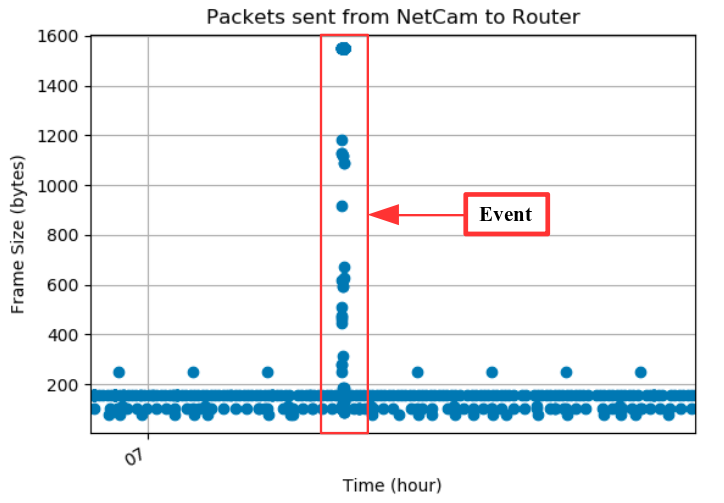 Packets sent from NetCam to Router
1600
1400
1200
1000
800
600
400
200
Frame Size (bytes)
Event
07
Time (hour)